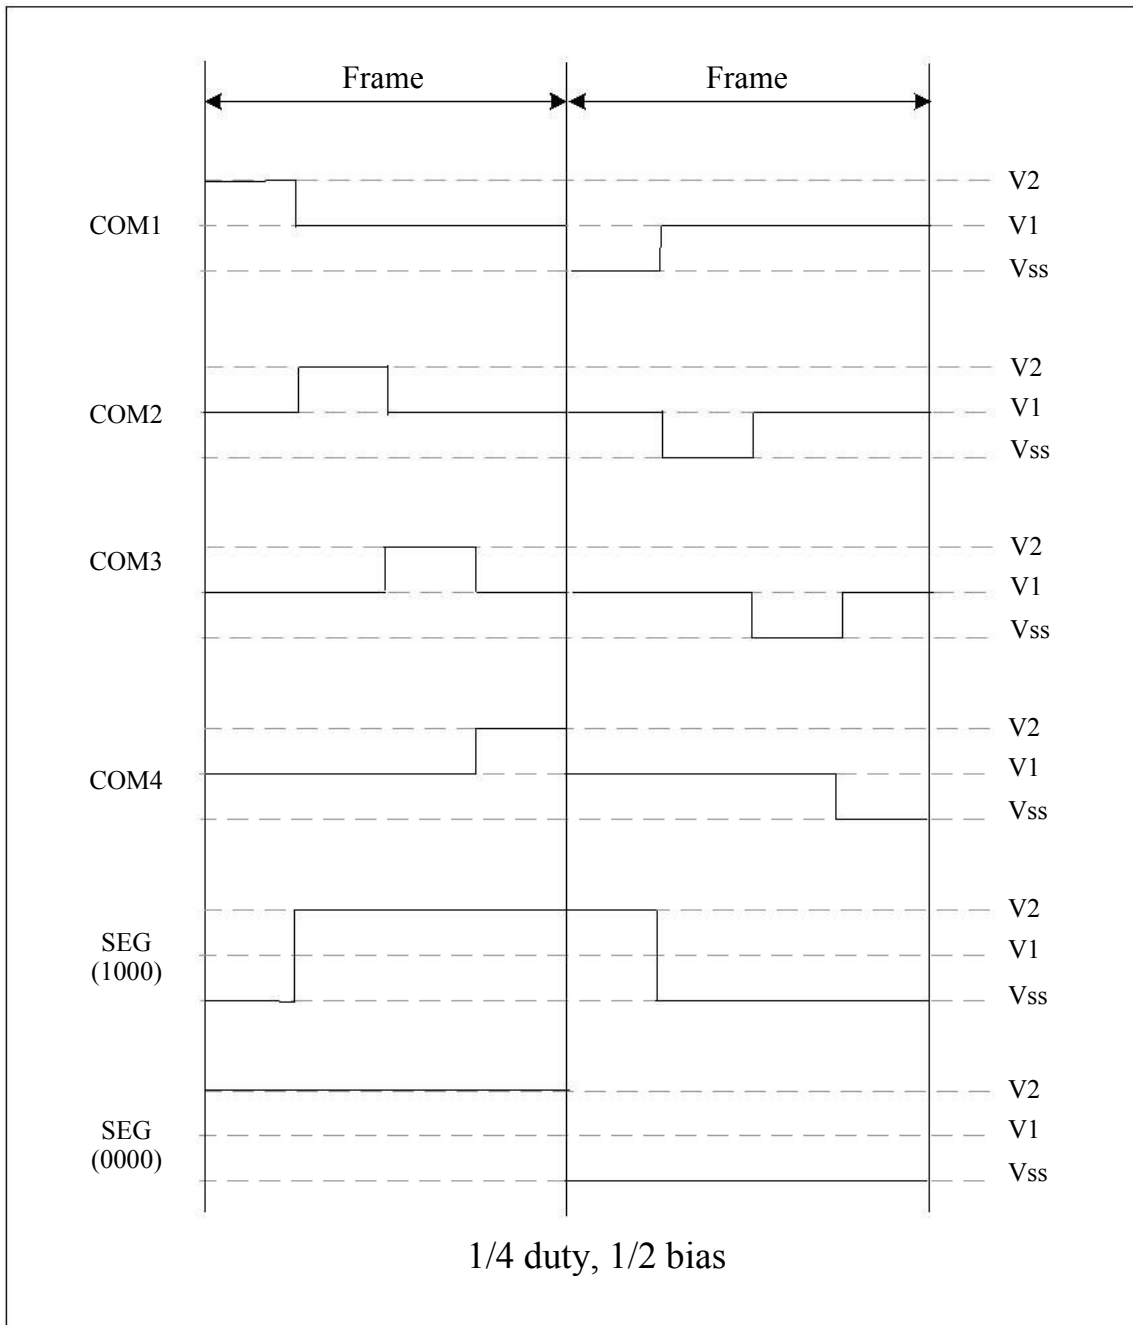 Frame Frame
V2
COM1 V1
Vss
V2
COM2 V1
Vss
COM3 V2
V1
Vss
V2
COM4 V1
Vss
V2
SEG V1
(1000) Vss
V2
SEG V1
(0000) Vss
1/4 duty, 1/2 bias